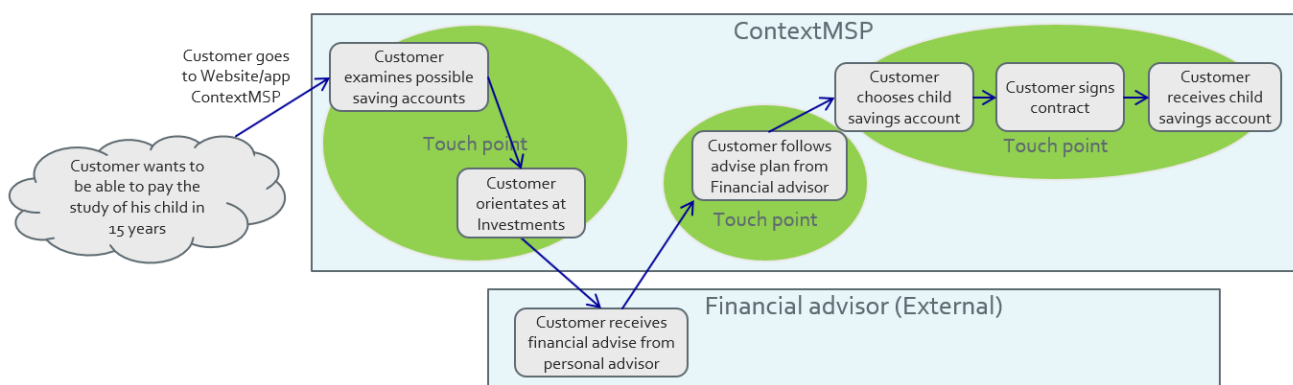 ContextMSP
Customer goes
to Website/app
ContextMSP
Customer wants to
be able to pay the
study of his child in
15 years
Customer
examines possible
saving accounts
Touch point
Customer
orientates at
Investments
Customer follows
advise plan from
Financial advisor
Touch point
Customer
chooses child
savings account
Customer signs
contract
Customer
receives child
savings account
Touch point
Financial advisor (External)
Customer receives
financial advise from
personal advisor